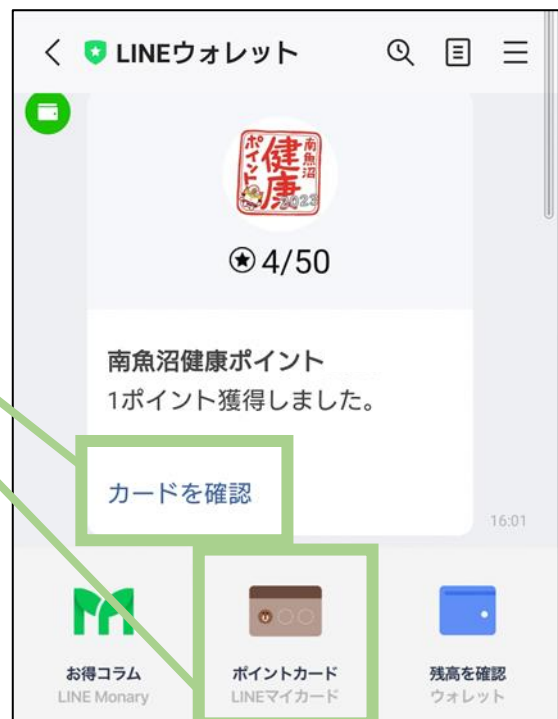 LINEウォレット
南魚沼
健康
ポイント
2023
4/50
南魚沼健康ポイント
1ポイント獲得しました。
カードを確認
16:01
お得コラム
LINE Monary
ポイントカード
LINEマイカード
残高を確認
ウォレット